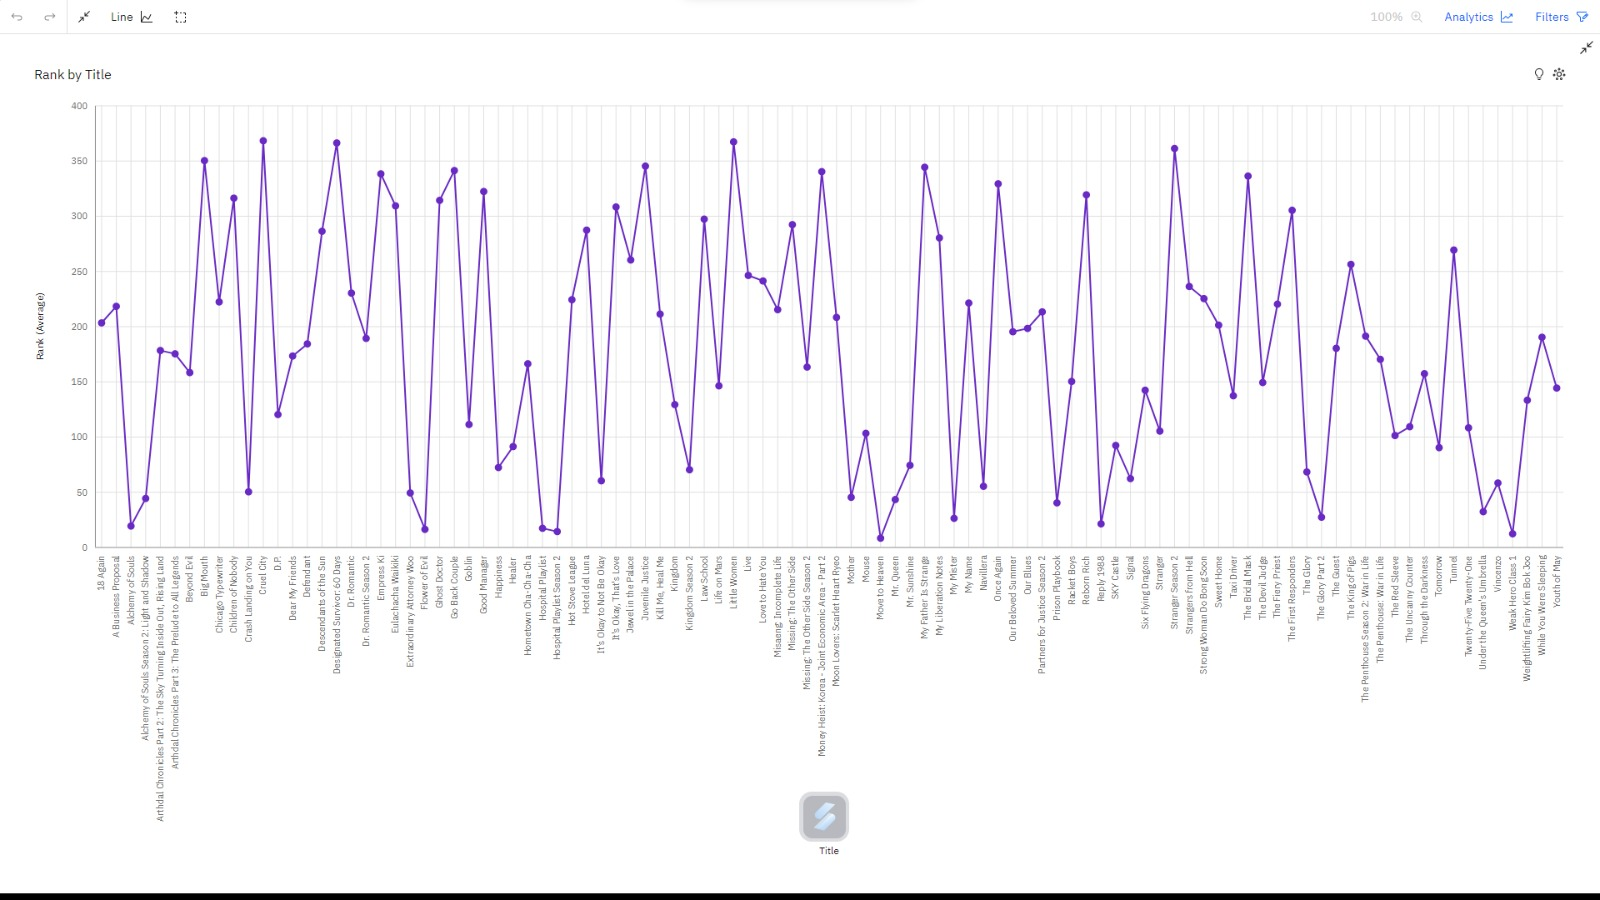 Line
100%
Analytics
Filters
Rank by Title
Rank (Average)
400
350
300
250
200
150
100
50
0
18 Again
A Business Proposal
Alchemy of Souls
Alchemy of Souls Season 2: Light and Shadow
Arthdal Chronicles Part 2: The Sky Turning Inside Out, Rising Land
Arthdal Chronicles Part 3: The Prelude to All Legends
Beyond Evil
Big Mouth
Chicago Typewriter
Children of Nobody
Crash Landing on You
Cruel City
D.P.
Dear My Friends
Defendant
Descendants of the Sun
Designated Survivor: 60 Days
Dr. Romantic
Dr. Romantic Season 2
Empress Ki
Eulachacha Waikiki
Extraordinary Attorney Woo
Flower of Evil
Ghost Doctor
Go Back Couple
Goblin
Good Manager
Happiness
Healer
Hometown Cha-Cha-Cha
Hospital Playlist
Hospital Playlist Season 2
Hot Stove League
Hotel del Luna
It's Okay to Not Be Okay
It's Okay, That's Love
Jewel in the Palace
Juvenile Justice
Kill Me, Heal Me
Kingdom
Kingdom Season 2
Law School
Life on Mars
Little Women
Live
Love to Hate You
Misaeng: Incomplete Life
Missing: The Other Side
Missing: The Other Side Season 2
Money Heist: Korea - Joint Economic Area - Part 2
Moon Lovers: Scarlet Heart Ryeo
Mother
Mouse
Move to Heaven
Mr. Queen
Mr. Sunshine
My Father Is Strange
My Liberation Notes
My Mister
My Name
Navillera
Once Again
Our Beloved Summer
Our Blues
Partners for Justice Season 2
Prison Playbook
Racket Boys
Reborn Rich
Reply 1988
SKY Castle
Signal
Six Flying Dragons
Stranger
Stranger Season 2
Strangers from Hell
Strong Woman Do Bong Soon
Sweet Home
Taxi Driver
The Bridal Mask
The Devil Judge
The Fiery Priest
The First Responders
The Glory
The Glory Part 2
The Guest
The King of Pigs
The Penthouse Season 2: War in Life
The Penthouse: War in Life
The Red Sleeve
The Uncanny Counter
Through the Darkness
Tomorrow
Tunnel
Twenty-Five Twenty-One
Under the Queen's Umbrella
Vincenzo
Weak Hero Class 1
Weightlifting Fairy Kim Bok Joo
While You Were Sleeping
Youth of May
Title